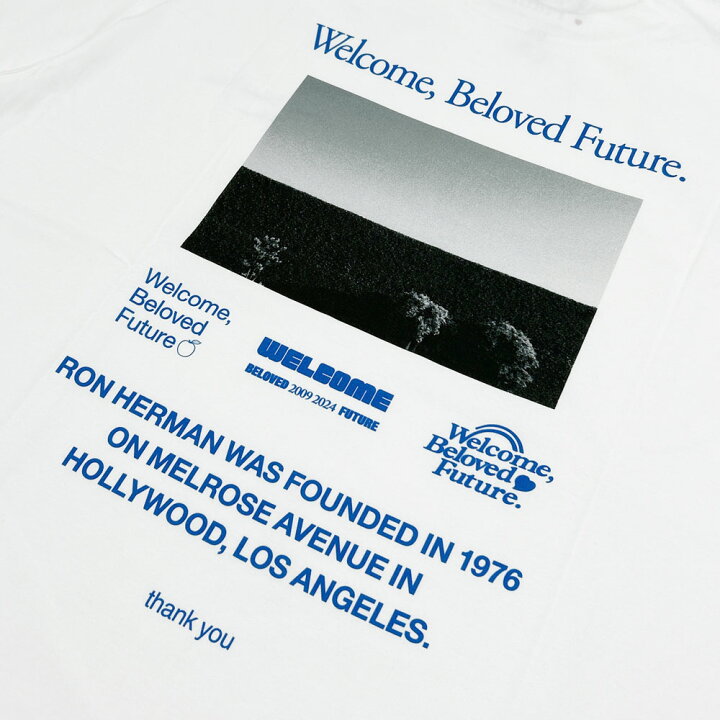 Welcome, Beloved Future.
Welcome,
Beloved
Future
WELCOME
BELOVED 2009 2024 FUTURE
Welcome,
Beloved
Future.
RON HERMAN WAS FOUNDED IN 1976
ON MELROSE AVENUE IN
HOLLYWOOD, LOS ANGELES.
thank you